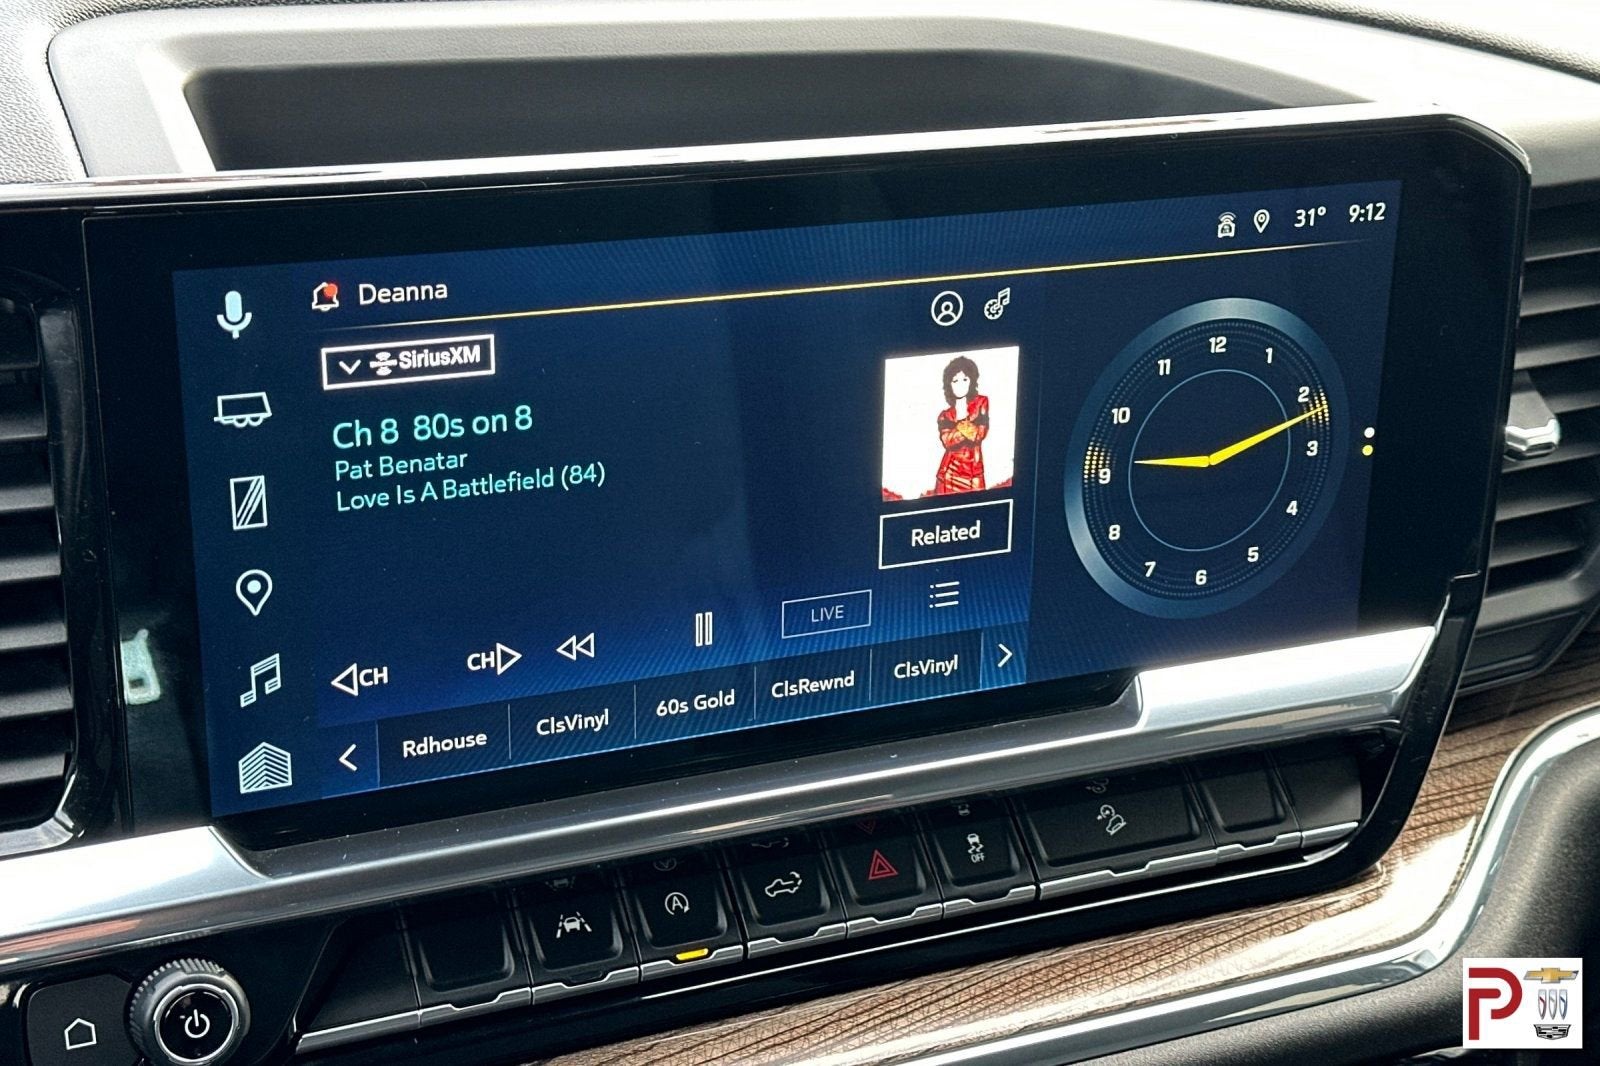 31° 9:12
Deanna
SiriusXM
Ch 8 80s on 8
Pat Benatar
Love Is A Battlefield (84)
Related
LIVE
CH
CH
Rdhouse ClsVinyl 60s Gold ClsRewnd ClsVinyl
12
1
2
3
4
5
6
7
8
9
10
11
A
OFF
P